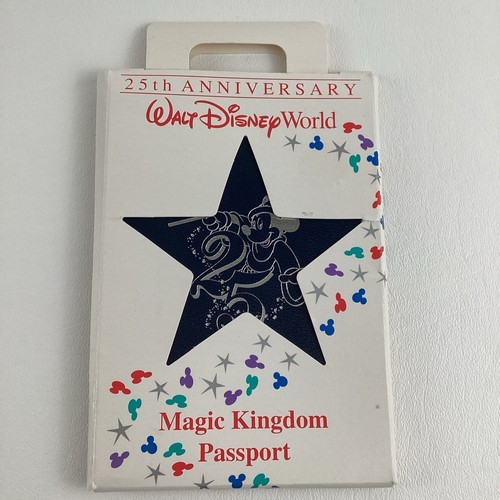 25th ANNIVERSARY
WALT DISNEY World
25
Magic Kingdom
Passport